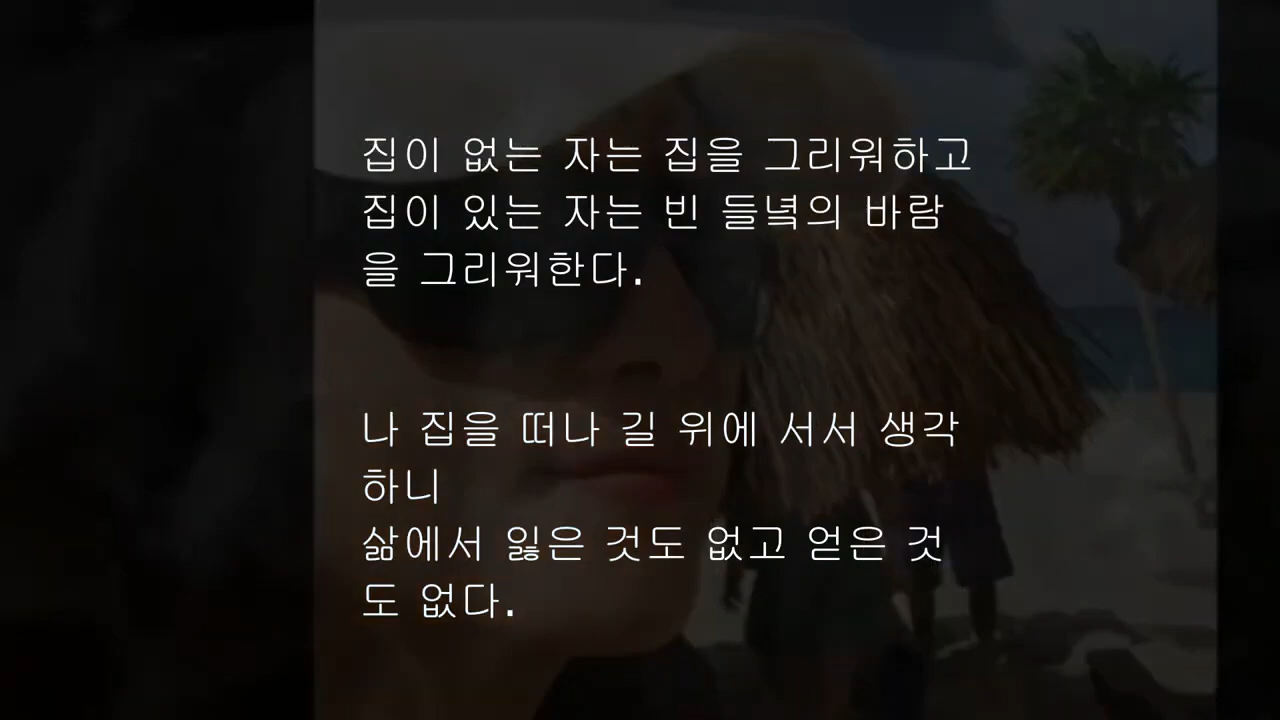 집이 없는 자는 집을 그리워하고
집이 있는 자는 빈 들녘의 바람
을 그리워한다.
나 집을 떠나 길 위에 서서 생각
하니
삶에서 잃은 것도 없고 얻은 것
도 없다.